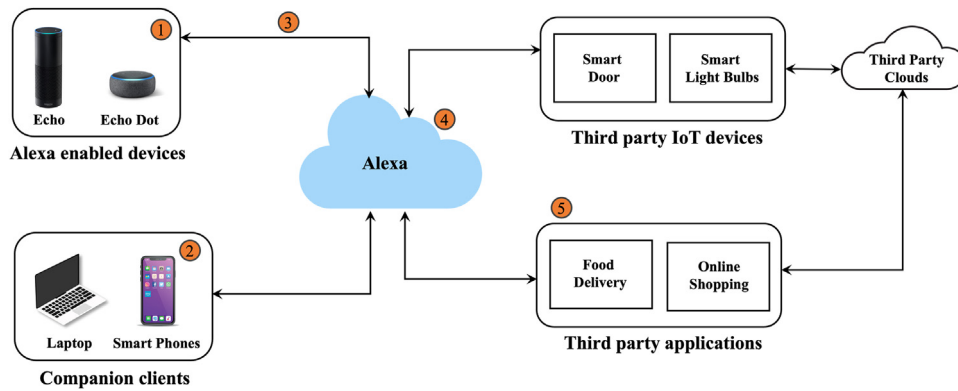 1
Echo
Echo Dot
Alexa enabled devices
3
Alexa
4
Smart
Door
Smart
Light Bulbs
Third party IoT devices
Third Party
Clouds
2
Laptop
Smart Phones
Companion clients
5
Food
Delivery
Online
Shopping
Third party applications